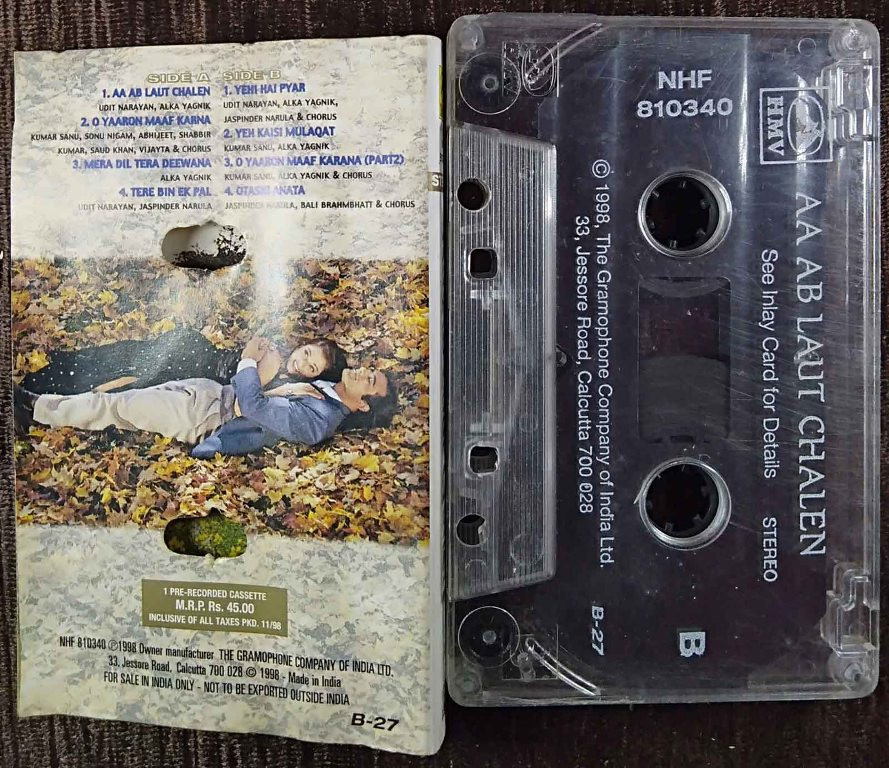 SIDE A
1. AA AB LAUT CHALEN
UDIT NARAYAN, ALKA YAGNIK
2. O YAARON MAAF KARNA
KUMAR SANU, SONU NIGAM, ABHIJEET, SHABBIR
KUMAR, SAUD KHAN, VIJAYTA & CHORUS
3. MERA DIL TERA DEEWANA
ALKA YAGNIK
4. TERE BIN EK PAL
UDIT NARAYAN, JASPINDER NARULA
SIDE B
1. YEHI HAI PYAR
UDIT NARAYAN, ALKA YAGNIK,
JASPINDER NARULA & CHORUS
2. YEH KAISI MULAQAT
KUMAR SANU, ALKA YAGNIK
3. O YAARON MAAF KARANA (PART2)
KUMAR SANU, ALKA YAGNIK & CHORUS
4. OTASHI ANATA
JASPINDER NARULA, BALI BRAHMBHATT & CHORUS
1 PRE-RECORDED CASSETTE
M.R.P. Rs. 45.00
INCLUSIVE OF ALL TAXES PKD. 11/98
NHF 810340 ℗1998 Owner manufacturer THE GRAMOPHONE COMPANY OF INDIA LTD.
33, Jessore Road, Calcutta 700 028 © 1998 - Made in India
FOR SALE IN INDIA ONLY - NOT TO BE EXPORTED OUTSIDE INDIA
B-27
NHF
810340
HMV
AA AB LAUT CHALEN
See Inlay Card for Details STEREO
© 1998, The Gramophone Company of India Ltd.
33, Jessore Road, Calcutta 700 028
B-27
B